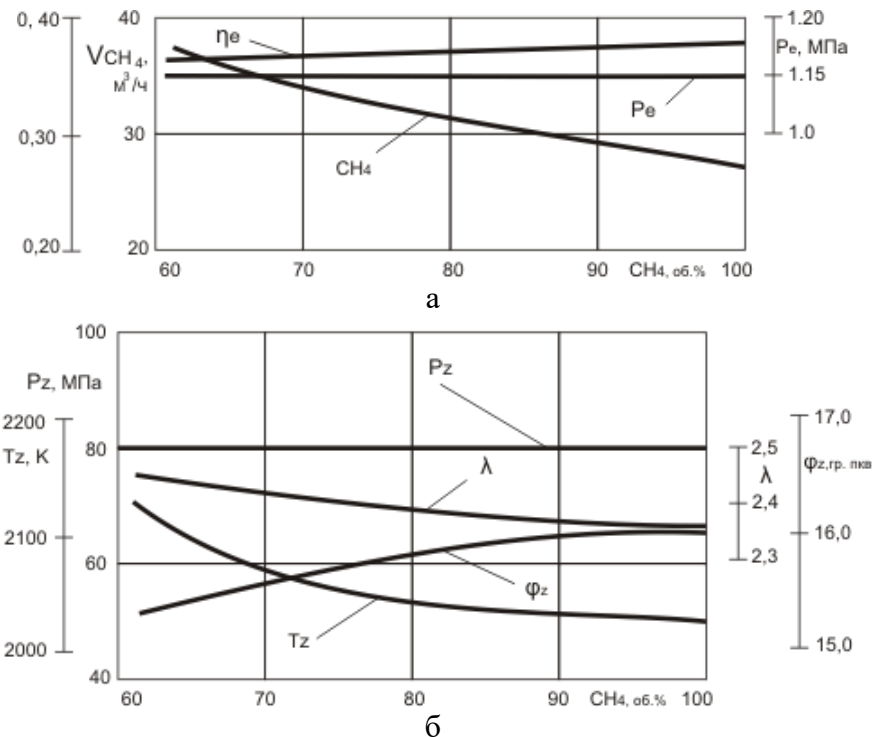 0, 40
40
1.20
ηe
VCH 4,
м³/ч
Pe, МПа
1.15
Pe
0,30
30
1.0
CH4
0,20
20
60
70
80
90
CH4, об.%
100
а
100
Pz, МПа
Pz
2200
17,0
Tz, K
80
2,5
λ
λ
φz,гр. пкв
2,4
2100
16,0
60
2,3
φz
Tz
2000
15,0
40
60
70
80
90
CH4, об.%
100
б